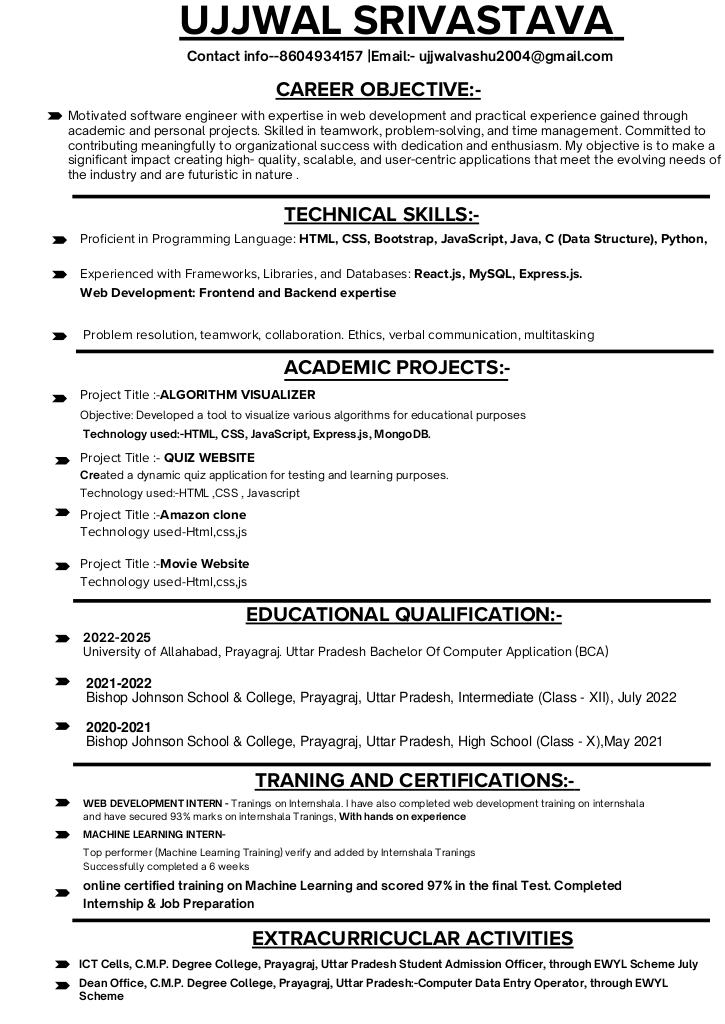 UJJWAL SRIVASTAVA
Contact info--8604934157 |Email:- ujjwalvashu2004@gmail.com
CAREER OBJECTIVE:-
Motivated software engineer with expertise in web development and practical experience gained through
academic and personal projects. Skilled in teamwork, problem-solving, and time management. Committed to
contributing meaningfully to organizational success with dedication and enthusiasm. My objective is to make a
significant impact creating high- quality, scalable, and user-centric applications that meet the evolving needs of
the industry and are futuristic in nature .
TECHNICAL SKILLS:-
Proficient in Programming Language: HTML, CSS, Bootstrap, JavaScript, Java, C (Data Structure), Python,
Experienced with Frameworks, Libraries, and Databases: React.js, MySQL, Express.js.
Web Development: Frontend and Backend expertise
Problem resolution, teamwork, collaboration. Ethics, verbal communication, multitasking
ACADEMIC PROJECTS:-
Project Title :-ALGORITHM VISUALIZER
Objective: Developed a tool to visualize various algorithms for educational purposes
Technology used:-HTML, CSS, JavaScript, Express.js, MongoDB.
Project Title :- QUIZ WEBSITE
Created a dynamic quiz application for testing and learning purposes.
Technology used:-HTML ,CSS , Javascript
Project Title :-Amazon clone
Technology used-Html,css,js
Project Title :-Movie Website
Technology used-Html,css,js
EDUCATIONAL QUALIFICATION:-
2022-2025
University of Allahabad, Prayagraj. Uttar Pradesh Bachelor Of Computer Application (BCA)
2021-2022
Bishop Johnson School & College, Prayagraj, Uttar Pradesh, Intermediate (Class - XII), July 2022
2020-2021
Bishop Johnson School & College, Prayagraj, Uttar Pradesh, High School (Class - X),May 2021
TRANING AND CERTIFICATIONS:-
WEB DEVELOPMENT INTERN - Tranings on Internshala. I have also completed web development training on internshala
and have secured 93% marks on internshala Tranings, With hands on experience
MACHINE LEARNING INTERN-
Top performer (Machine Learning Training) verify and added by Internshala Tranings
Successfully completed a 6 weeks
online certified training on Machine Learning and scored 97% in the final Test. Completed
Internship & Job Preparation
EXTRACURRICUCLAR ACTIVITIES
ICT Cells, C.M.P. Degree College, Prayagraj, Uttar Pradesh Student Admission Officer, through EWYL Scheme July
Dean Office, C.M.P. Degree College, Prayagraj, Uttar Pradesh:-Computer Data Entry Operator, through EWYL
Scheme